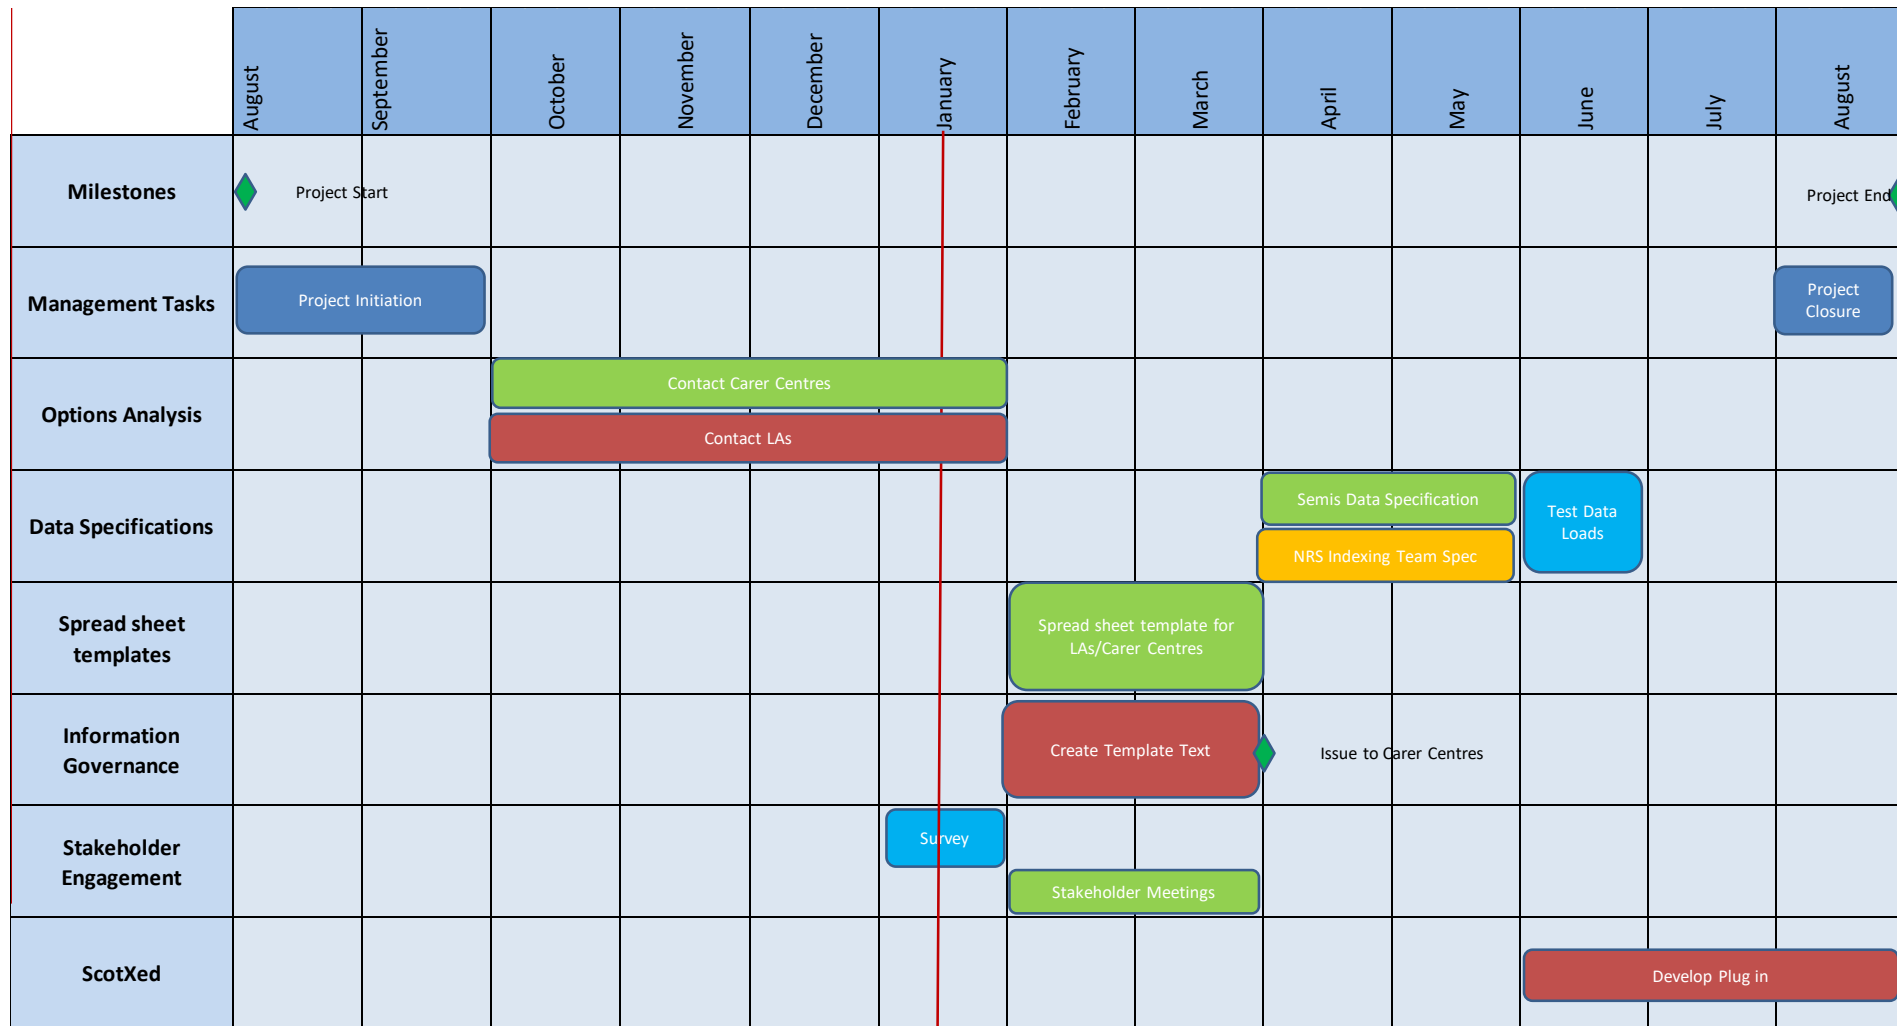 August
September
October
November
December
January
February
March
April
May
June
July
August
Milestones
Project Start
Project End
Management Tasks
Project Initiation
Project
Closure
Options Analysis
Contact Carer Centres
Contact LAs
Data Specifications
Semis Data Specification
NRS Indexing Team Spec
Test Data
Loads
Spread sheet
templates
Spread sheet template for
LAs/Carer Centres
Information
Governance
Create Template Text
Issue to Carer Centres
Stakeholder
Engagement
Survey
Stakeholder Meetings
ScotXed
Develop Plug in